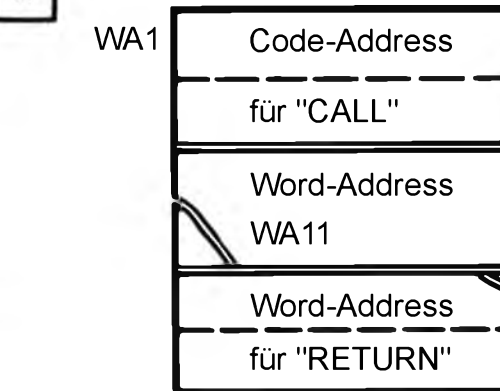 WA1 Code-Address
für "CALL"
Word-Address
WA11
Word-Address
für "RETURN"